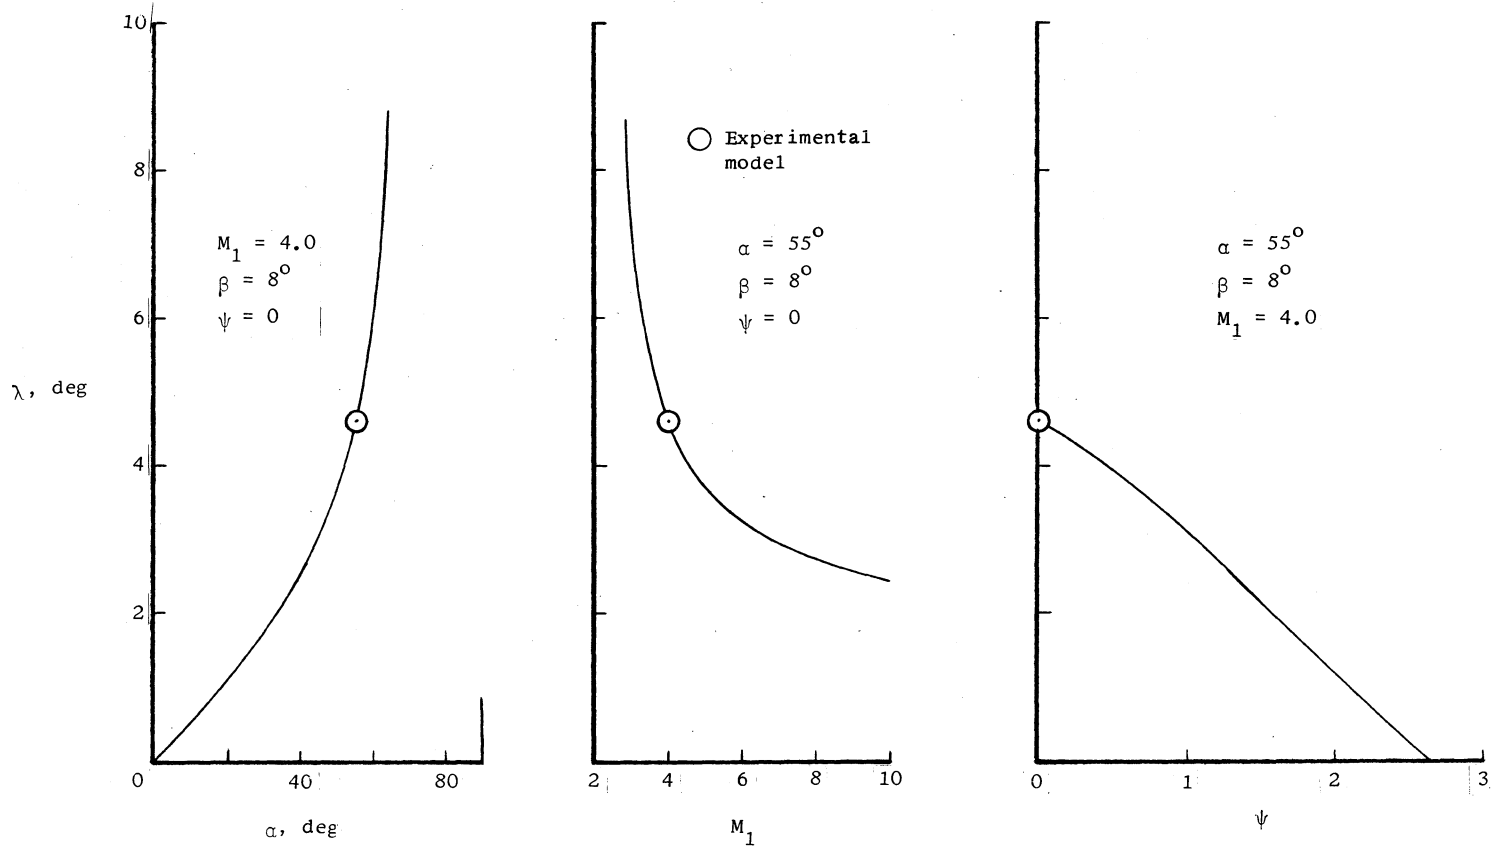 10
8
6
4
2
λ, deg
M1 = 4.0
β = 8°
ψ = 0
0 40 80
α, deg
Experimental
model
α = 55°
β = 8°
ψ = 0
2 4 6 8 10
M1
α = 55°
β = 8°
M1 = 4.0
0 1 2 3
ψ